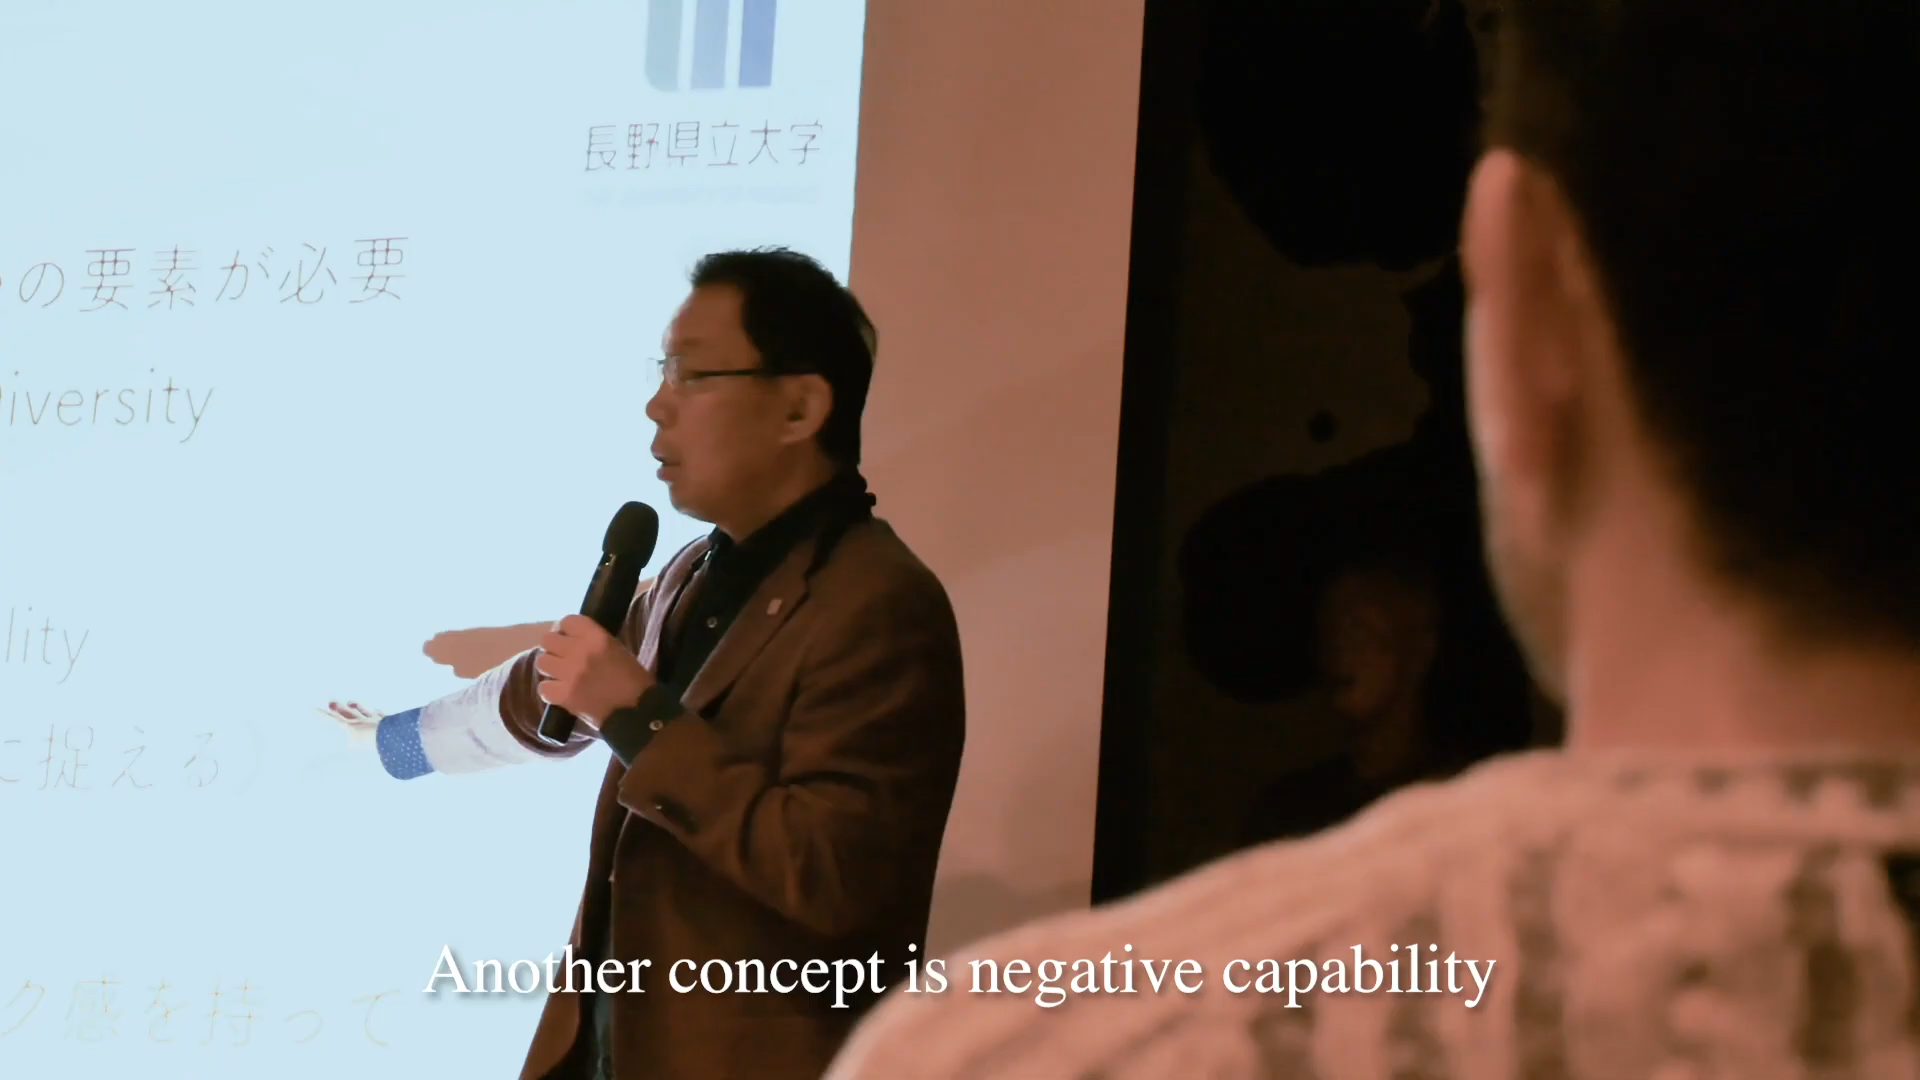 長野県立大学
の要素が必要
iversity
lity
に捉える）
ク感を持って
Another concept is negative capability